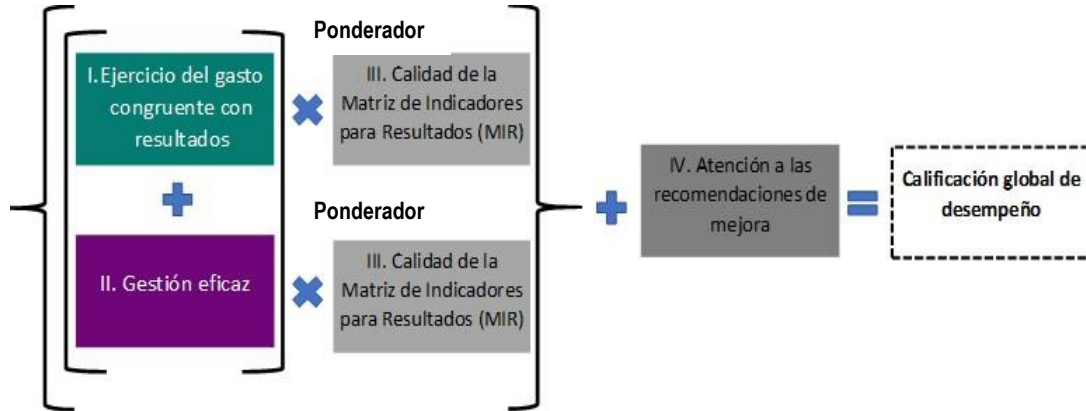 Ponderador
I. Ejercicio del gasto
congruente con
resultados
III. Calidad de la
Matriz de Indicadores
para Resultados (MIR)
Ponderador
II. Gestión eficaz
III. Calidad de la
Matriz de Indicadores
para Resultados (MIR)
IV. Atención a las
recomendaciones de
mejora
Calificación global de
desempeño